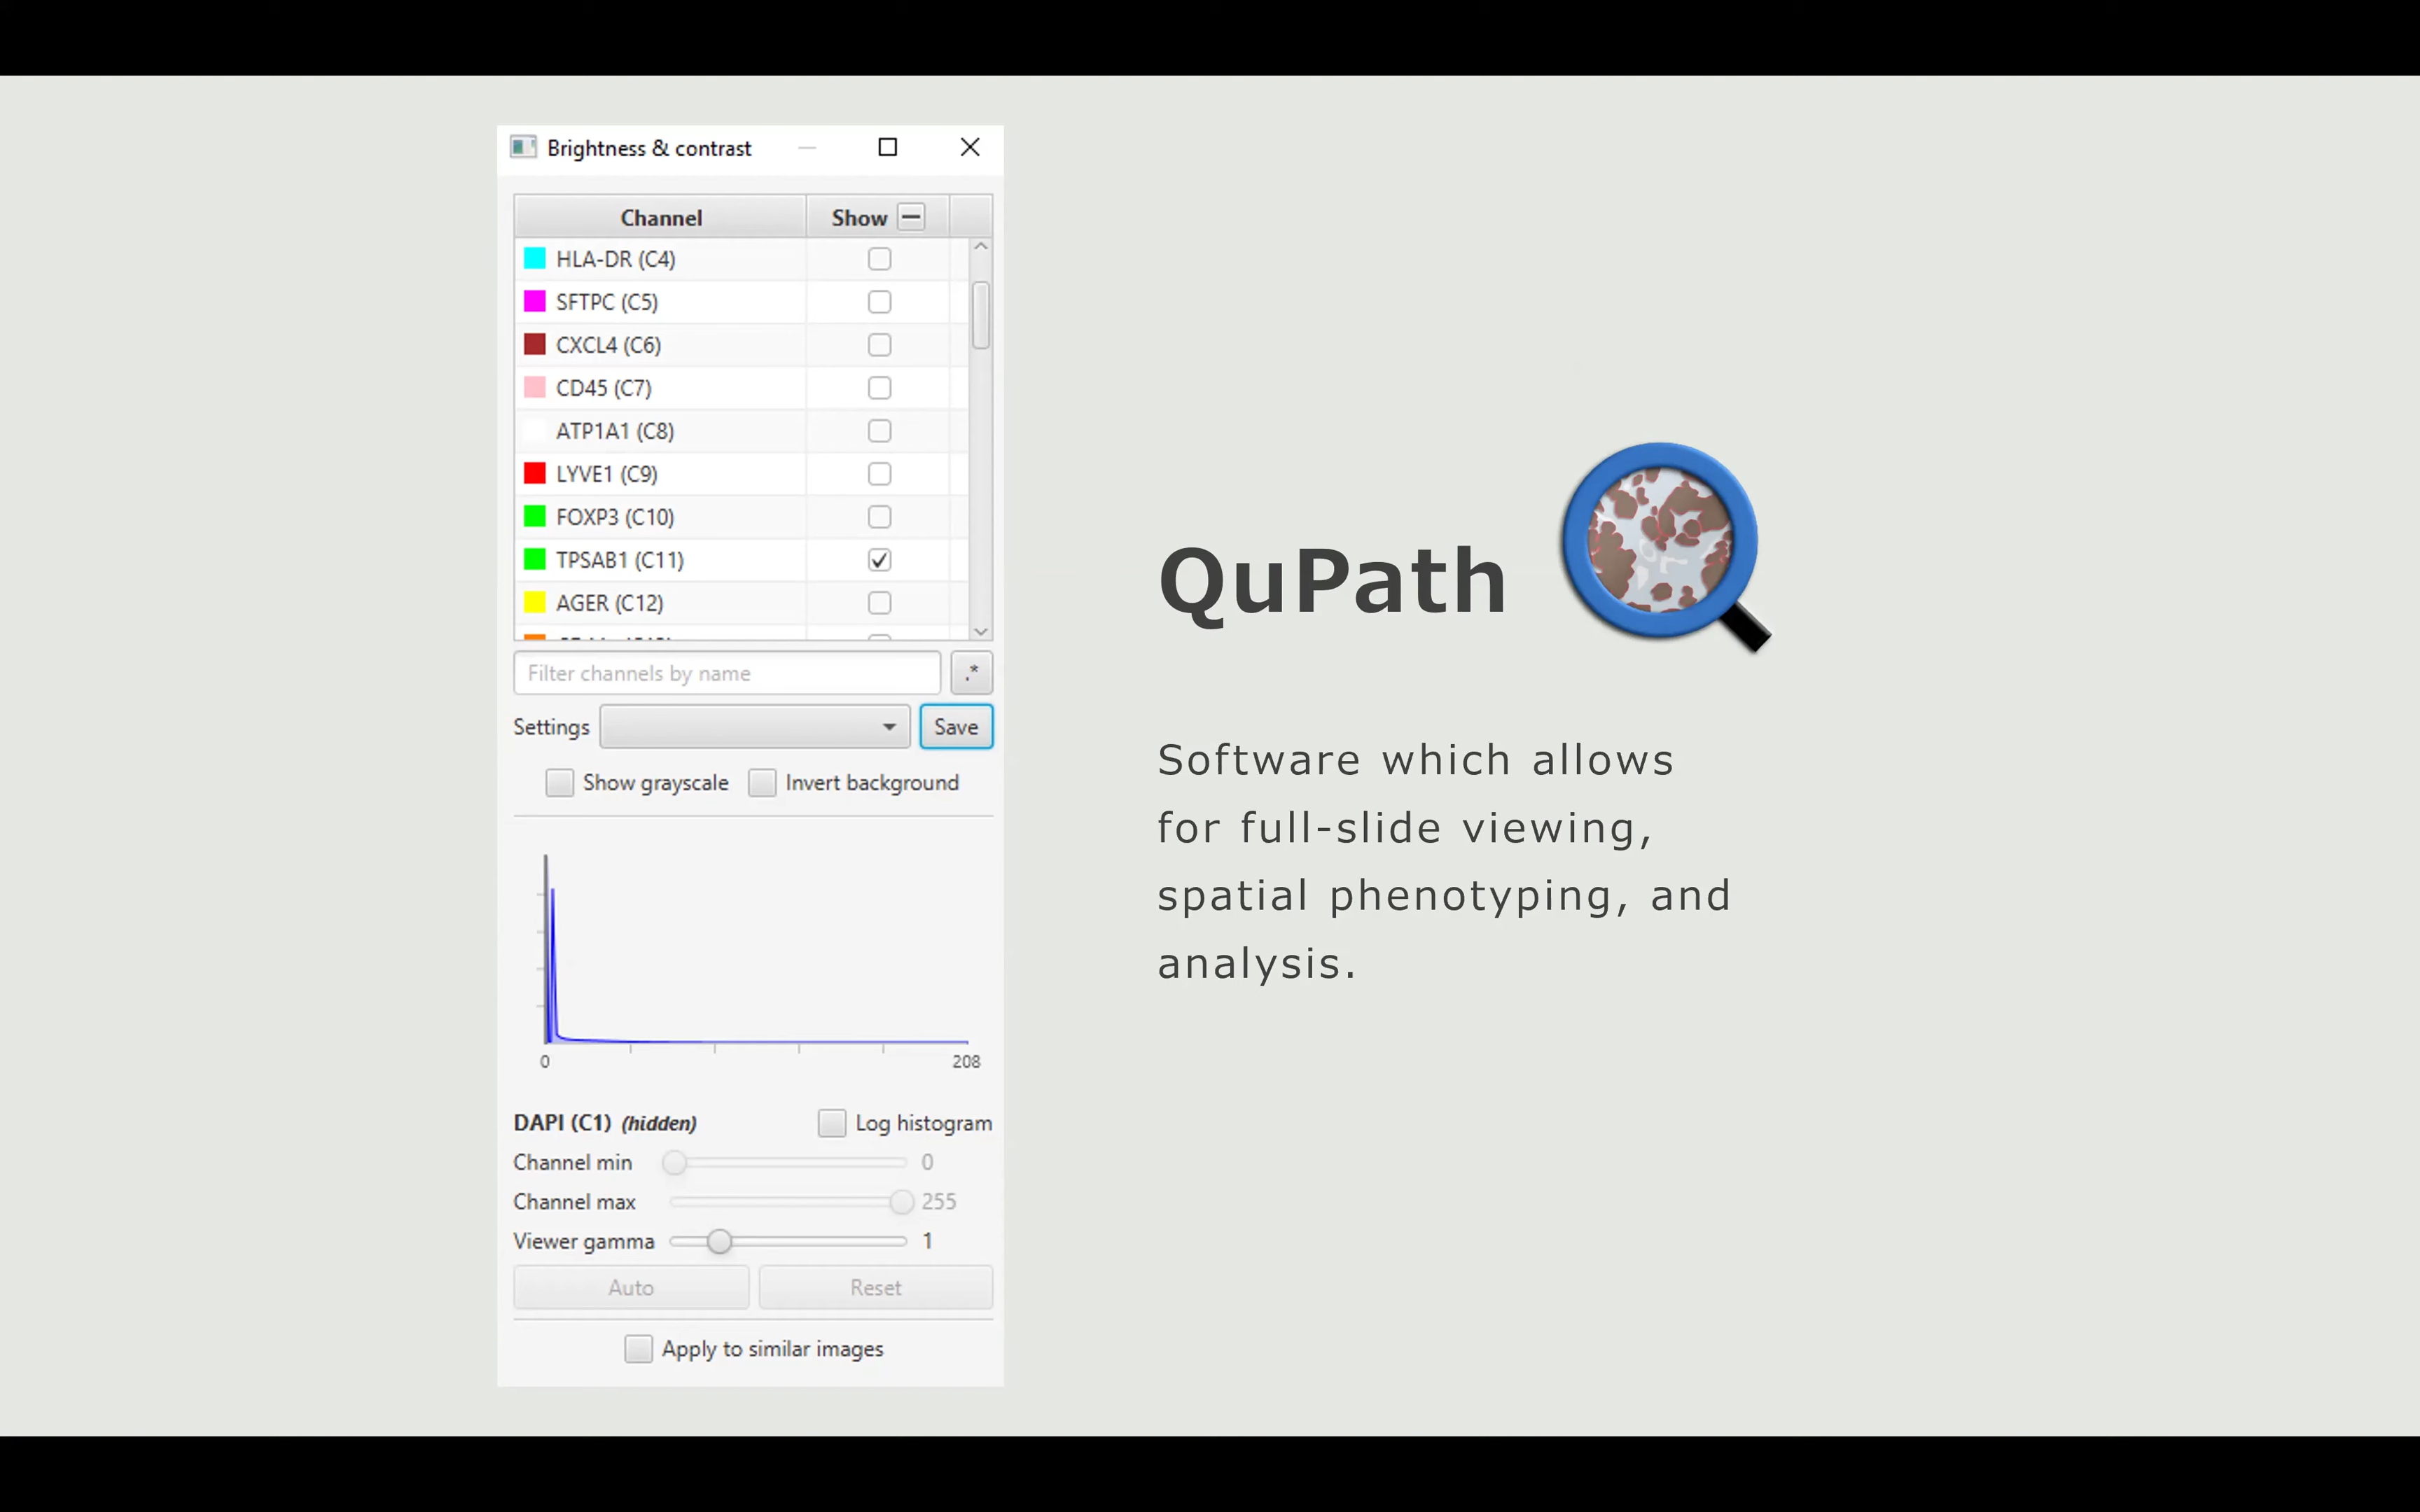 Brightness & contrast
Channel Show
HLA-DR (C4)
SFTPC (C5)
CXCL4 (C6)
CD45 (C7)
ATP1A1 (C8)
LYVE1 (C9)
FOXP3 (C10)
TPSAB1 (C11)
AGER (C12)
Filter channels by name .*
Settings Save
Show grayscale Invert background
0 208
DAPI (C1) (hidden) Log histogram
Channel min 0
Channel max 255
Viewer gamma 1
Auto Reset
Apply to similar images
QuPath
Software which allows
for full-slide viewing,
spatial phenotyping, and
analysis.